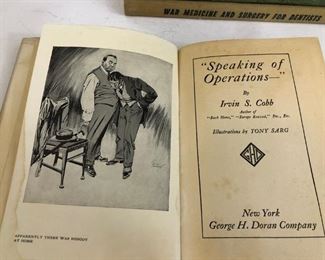 WAR MEDICINE AND SURGERY FOR DENTISTS
APPARENTLY THERE WAS NOBODY
AT HOME
"Speaking of
Operations—"
By
Irvin S. Cobb
Author of
"Back Home," "Europe Revised," Etc., Etc.
Illustrations by TONY SARG
New York
George H. Doran Company